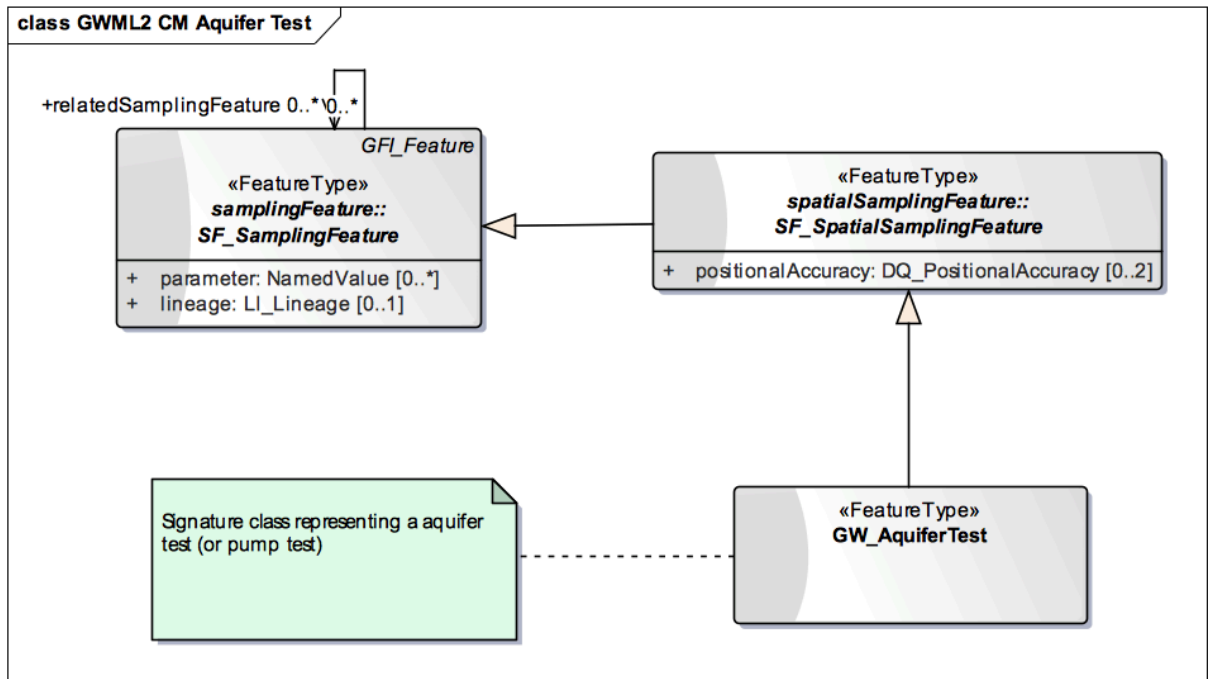 class GWML2 CM Aquifer Test
+relatedSamplingFeature 0..* 0..*
GFI_Feature
«FeatureType»
samplingFeature::
SF_SamplingFeature
+ parameter: NamedValue [0..*]
+ lineage: LI_Lineage [0..1]
«FeatureType»
spatialSamplingFeature::
SF_SpatialSamplingFeature
+ positionalAccuracy: DQ_PositionalAccuracy [0..2]
Signature class representing a aquifer
test (or pump test)
«FeatureType»
GW_AquiferTest